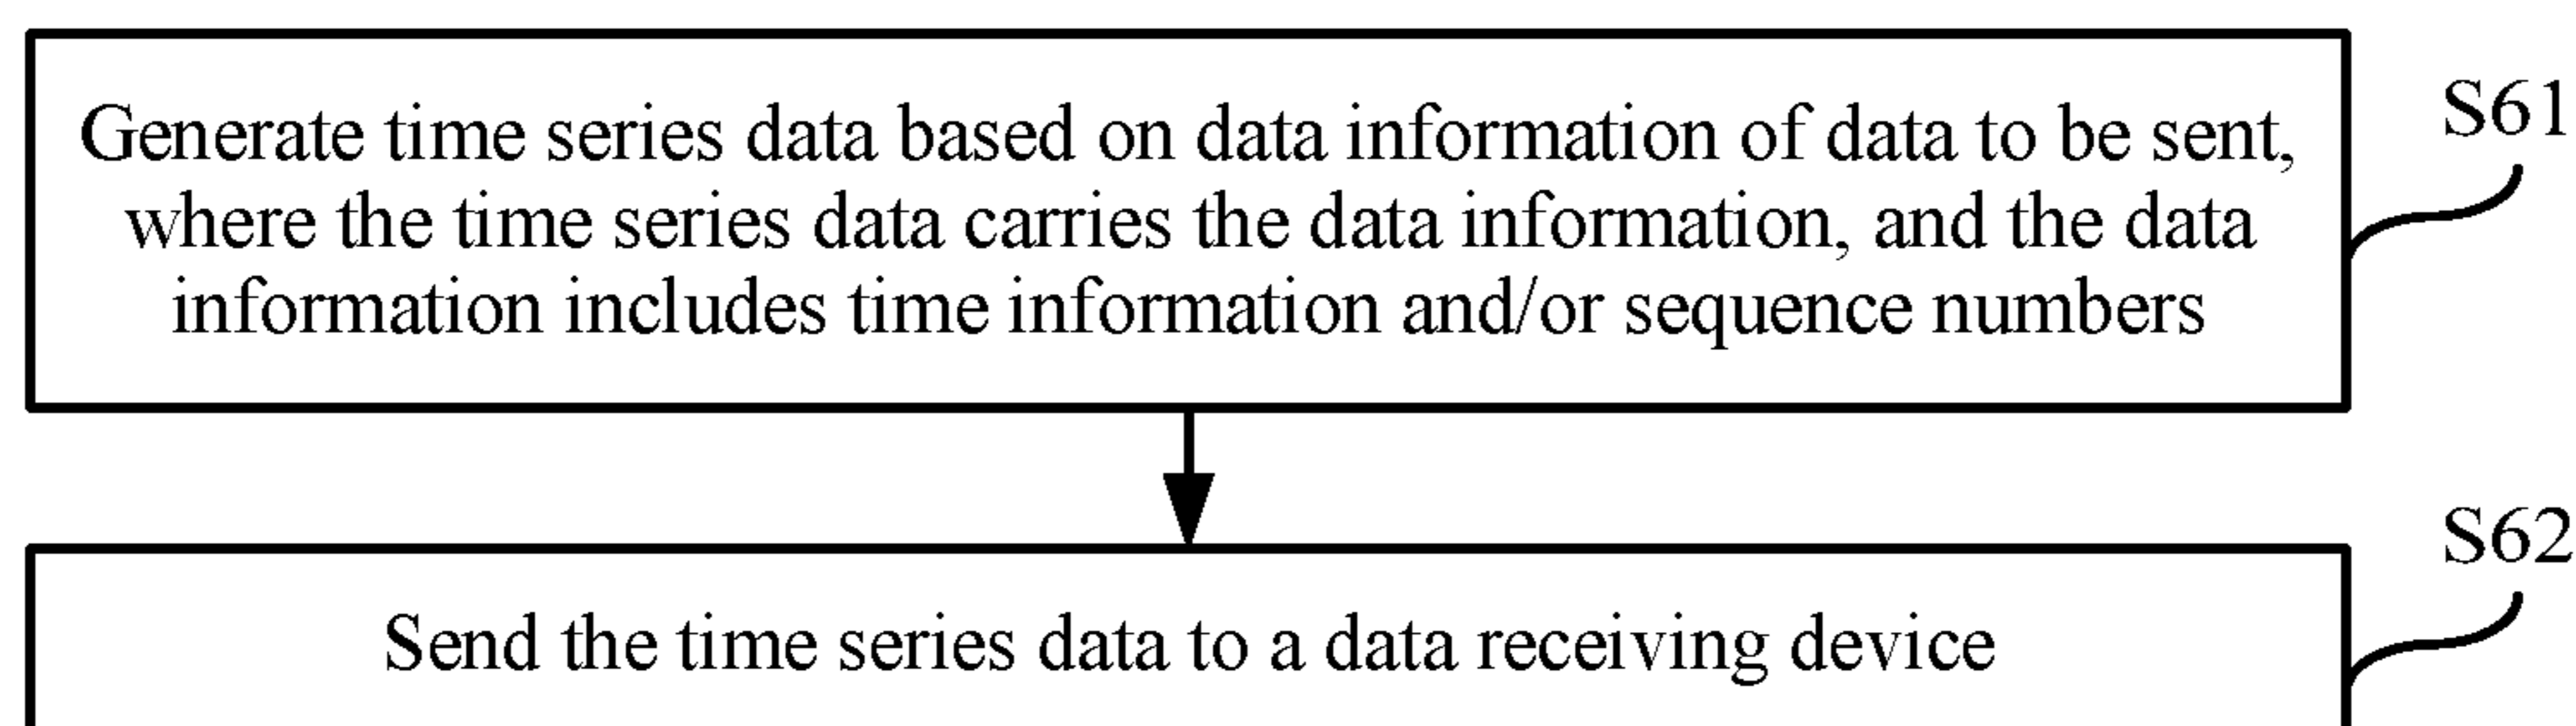 Generate time series data based on data information of data to be sent,
where the time series data carries the data information, and the data
information includes time information and/or sequence numbers
S61
Send the time series data to a data receiving device
S62